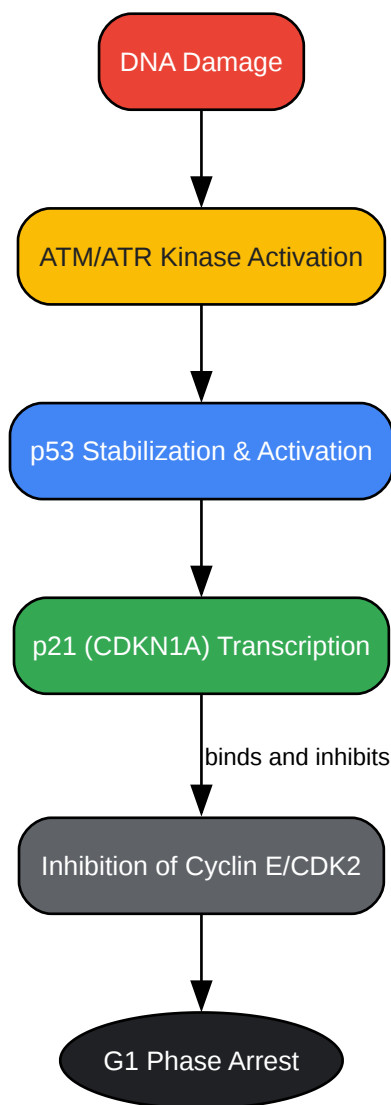 DNA Damage
ATM/ATR Kinase Activation
p53 Stabilization & Activation
p21 (CDKN1A) Transcription
binds and inhibits
Inhibition of Cyclin E/CDK2
G1 Phase Arrest